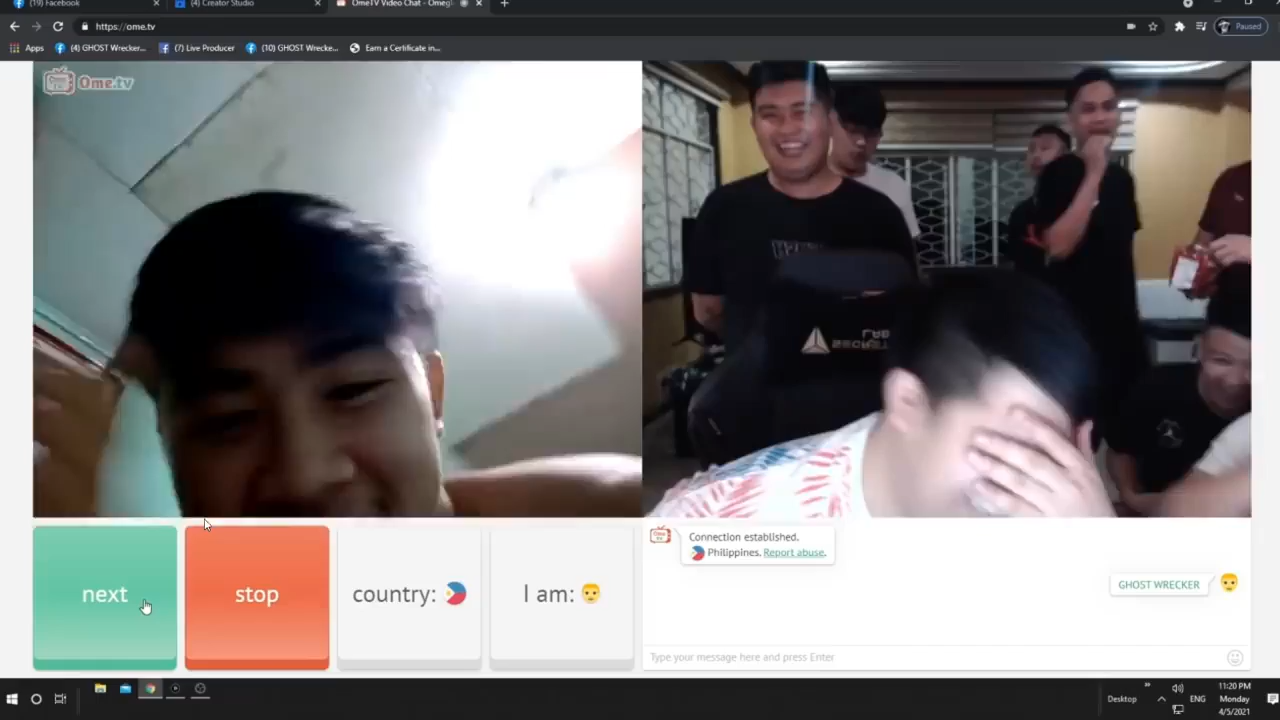 (19) Facebook
(4) Creator Studio
OmeTV Video Chat - Omegl
https://ome.tv
Paused
Apps
(4) GHOST Wrecker...
(7) Live Producer
(10) GHOST Wrecke...
Earn a Certificate in...
Ome.tv
next
stop
country:
I am:
Connection established.
Philippines. Report abuse.
GHOST WRECKER
Type your message here and press Enter
Desktop
ENG
11:20 PM
Monday
4/5/2021